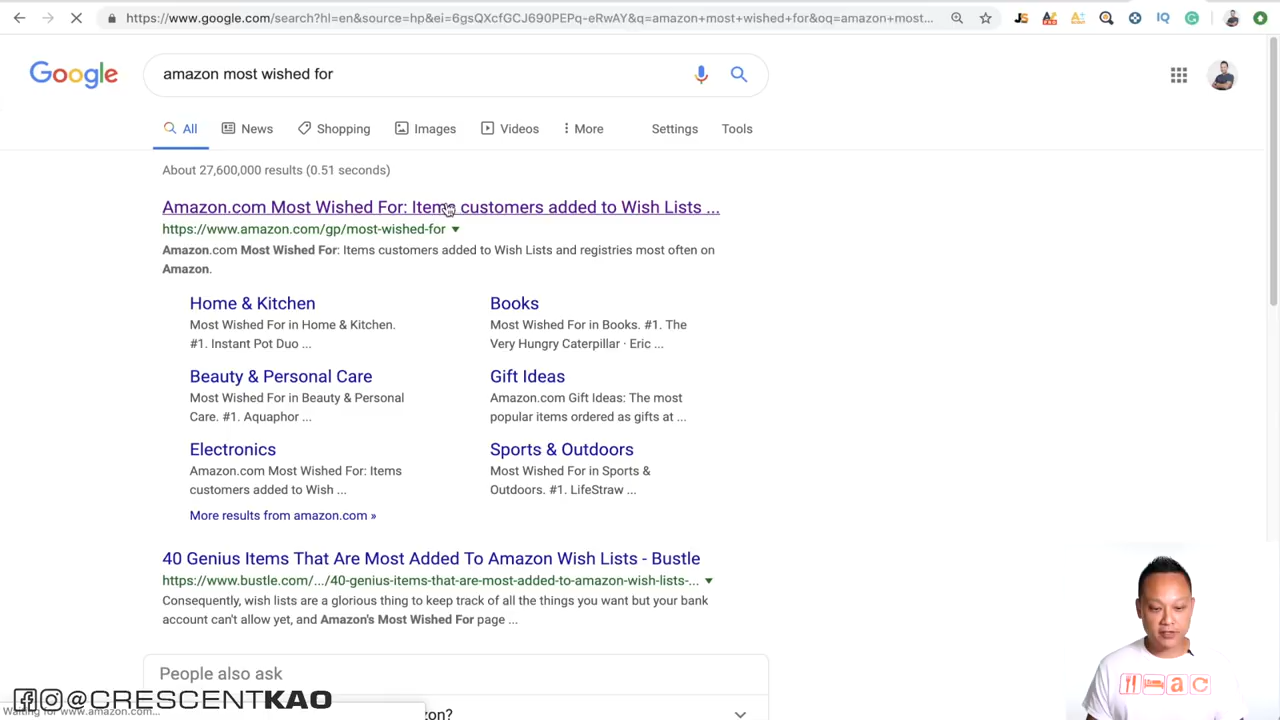 https://www.google.com/search?hl=en&source=hp&ei=6gsQXcfGCJ690PEPq-eRwAY&q=amazon+most+wished+for&oq=amazon+most...
JS
IQ
Google
amazon most wished for
All
News
Shopping
Images
Videos
More
Settings
Tools
About 27,600,000 results (0.51 seconds)
Amazon.com Most Wished For: Items customers added to Wish Lists ...
https://www.amazon.com/gp/most-wished-for
Amazon.com Most Wished For: Items customers added to Wish Lists and registries most often on
Amazon.
Home & Kitchen
Most Wished For in Home & Kitchen.
#1. Instant Pot Duo ...
Books
Most Wished For in Books. #1. The
Very Hungry Caterpillar · Eric ...
Beauty & Personal Care
Most Wished For in Beauty & Personal
Care. #1. Aquaphor ...
Gift Ideas
Amazon.com Gift Ideas: The most
popular items ordered as gifts at ...
Electronics
Amazon.com Most Wished For: Items
customers added to Wish ...
Sports & Outdoors
Most Wished For in Sports &
Outdoors. #1. LifeStraw ...
More results from amazon.com »
40 Genius Items That Are Most Added To Amazon Wish Lists - Bustle
https://www.bustle.com/.../40-genius-items-that-are-most-added-to-amazon-wish-lists-...
Consequently, wish lists are a glorious thing to keep track of all the things you want but your bank
account can't allow yet, and Amazon's Most Wished For page ...
People also ask
@CRESCENTKAO
Waiting for www.amazon.com...
zon?
a c